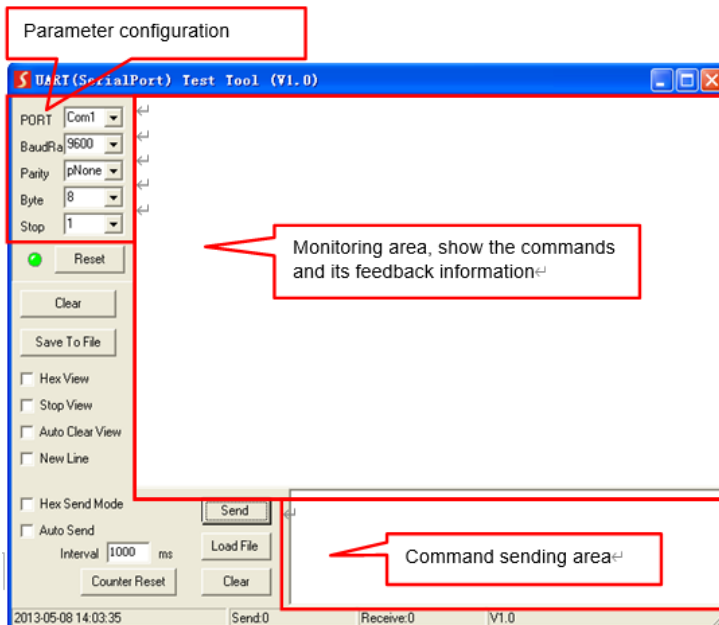 Parameter configuration
UART(SerialPort) Test Tool (V1.0)
PORT Com1
BaudRa 9600
Parity pNone
Byte 8
Stop 1
Reset
Monitoring area, show the commands
and its feedback information↵
Clear
Save To File
Hex View
Stop View
Auto Clear View
New Line
Hex Send Mode
Send
Auto Send
Interval 1000 ms
Load File
Command sending area↵
Counter Reset
Clear
2013-05-08 14:03:35 Send:0 Receive:0 V1.0